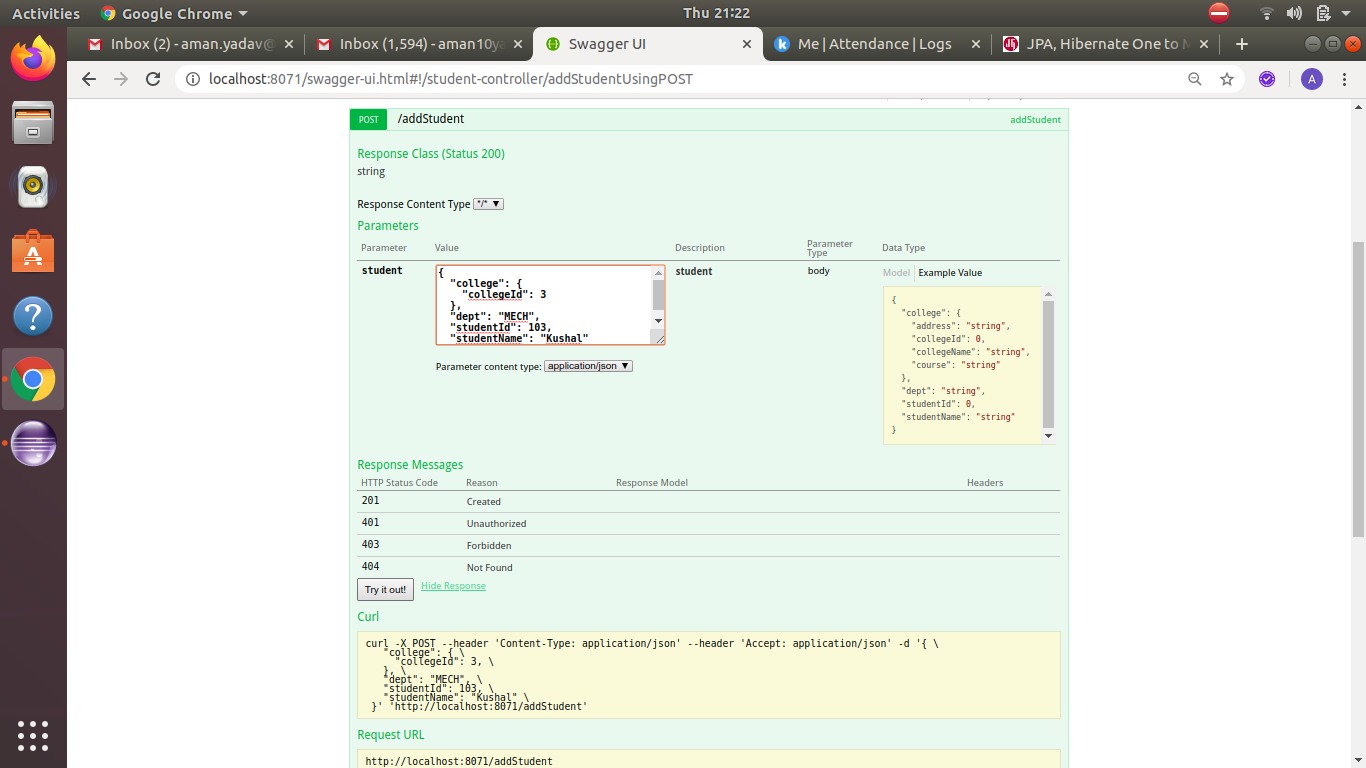 Activities
Google Chrome
Thu 21:22
Inbox (2) - aman.yadav@
Inbox (1,594) - aman10ya
Swagger UI
Me | Attendance | Logs
JPA, Hibernate One to M
localhost:8071/swagger-ui.html#!/student-controller/addStudentUsingPOST
A
POST /addStudent addStudent
Response Class (Status 200)
string
Response Content Type */*
Parameters
Parameter Value Description Parameter Type Data Type
student
{
"college": {
"collegeId": 3
},
"dept": "MECH",
"studentId": 103,
"studentName": "Kushal"
student
body
Model Example Value
{
"college": {
"address": "string",
"collegeId": 0,
"collegeName": "string",
"course": "string"
},
"dept": "string",
"studentId": 0,
"studentName": "string"
}
Parameter content type: application/json
Response Messages
HTTP Status Code Reason Response Model Headers
201 Created
401 Unauthorized
403 Forbidden
404 Not Found
Try it out! Hide Response
Curl
curl -X POST --header 'Content-Type: application/json' --header 'Accept: application/json' -d '{ \
"college": { \
"collegeId": 3, \
}, \
"dept": "MECH", \
"studentId": 103, \
"studentName": "Kushal" \
}' 'http://localhost:8071/addStudent'
Request URL
http://localhost:8071/addStudent